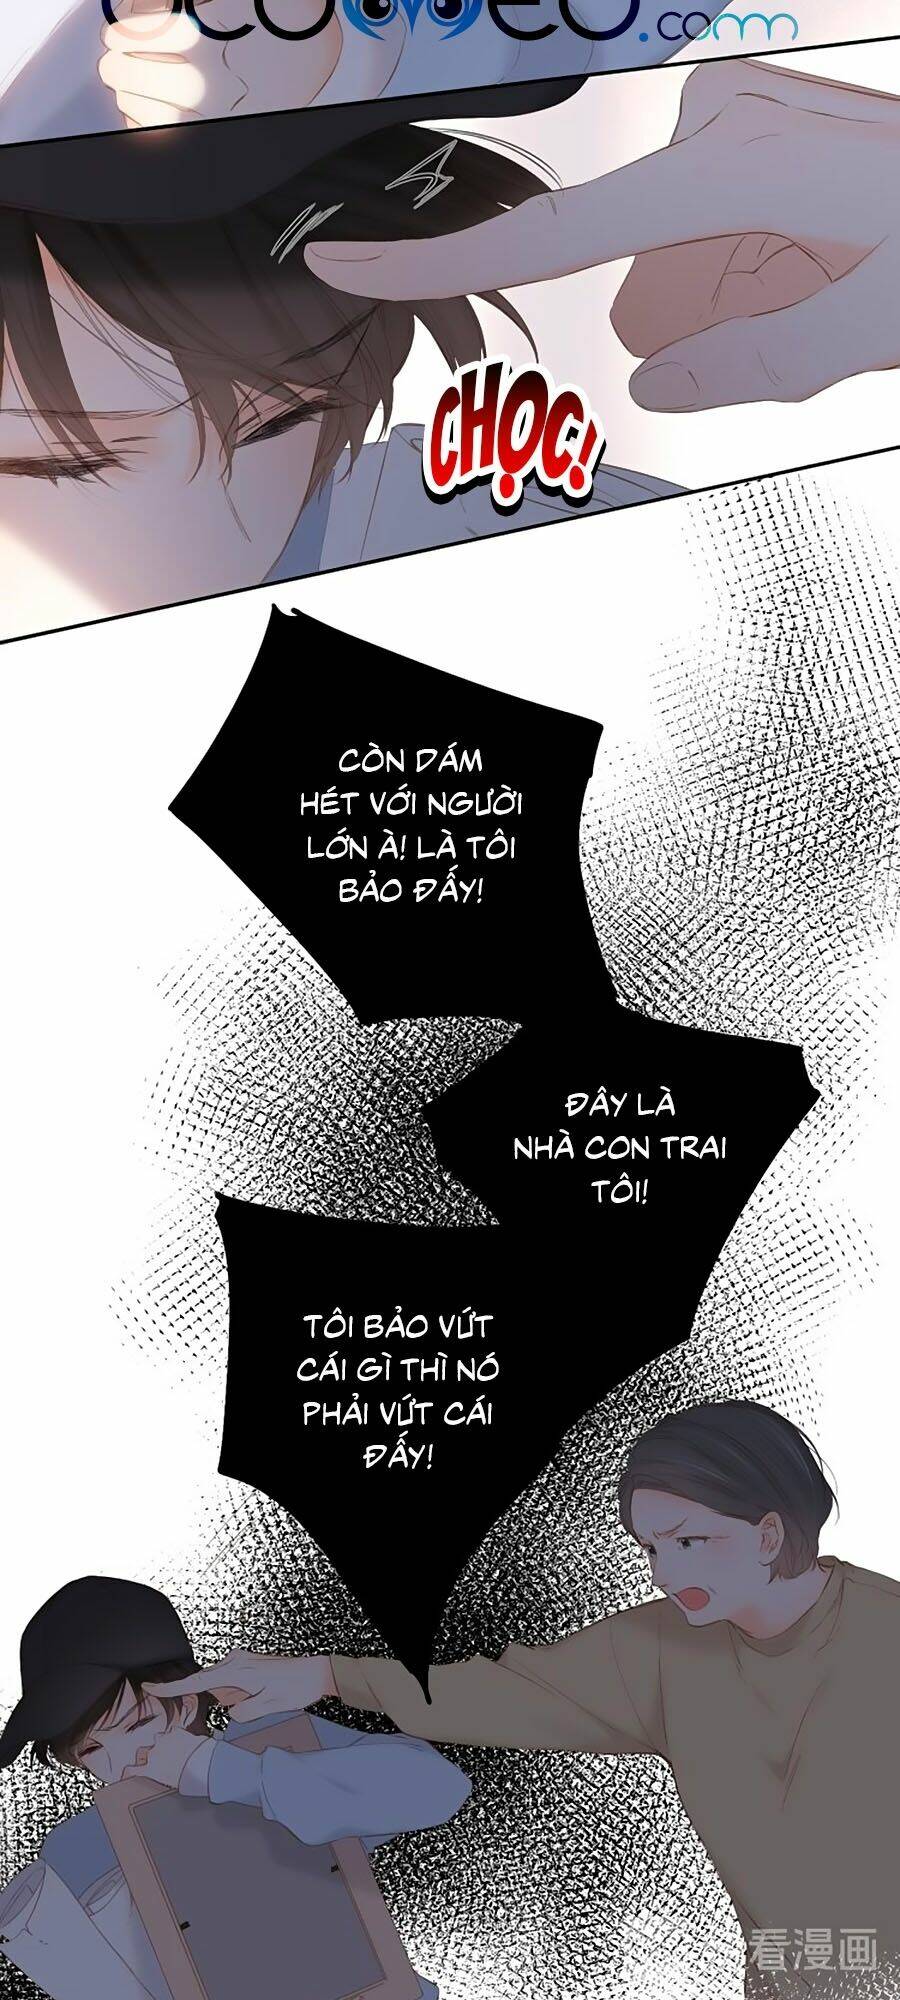 CHỌC!
CÒN DÁM
HÉT VỚI NGƯỜI
LỚN À! LÀ TÔI
BẢO ĐẤY!
ĐÂY LÀ
NHÀ CON TRAI
TÔI!
TÔI BẢO VỨT
CÁI GÌ THÌ NÓ
PHẢI VỨT CÁI
ĐẤY!
看漫画